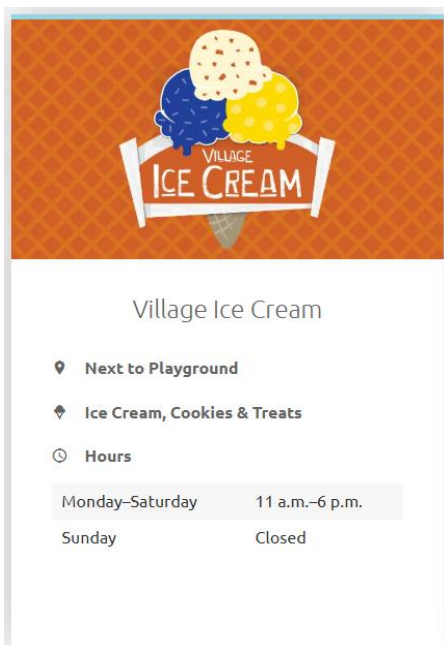 VILLAGE
ICE CREAM
Village Ice Cream
Next to Playground
Ice Cream, Cookies & Treats
Hours
Monday–Saturday 11 a.m.–6 p.m.
Sunday Closed